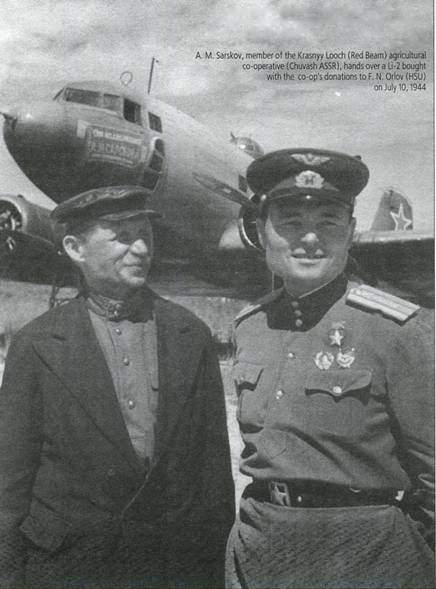 A. M. Sarskov, member of the Krasnyy Looch (Red Beam) agricultural
co-operative (Chuvash ASSR), hands over a Li-2 bought
with the co-op's donations to F. N. Orlov (HSU)
on July 10, 1944